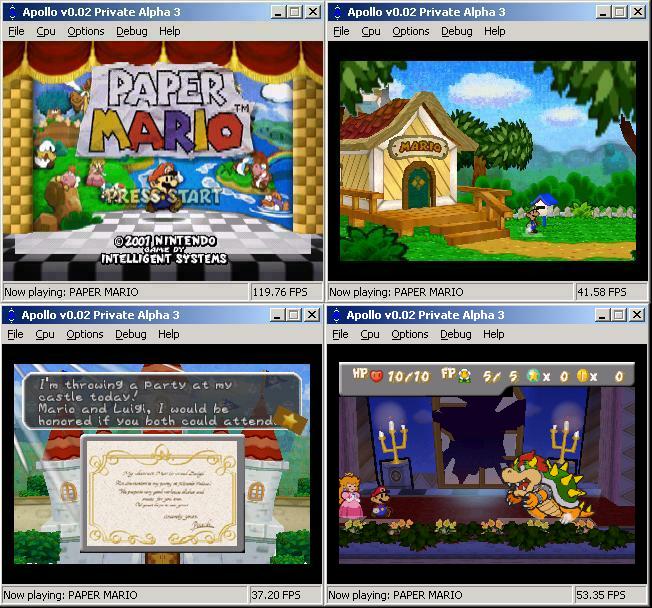 Apollo v0.02 Private Alpha 3
File Cpu Options Debug Help
PAPER
MARIO™
PRESS START
© 2001 NINTENDO
GAME BY
INTELLIGENT SYSTEMS
Now playing: PAPER MARIO 119.76 FPS
Apollo v0.02 Private Alpha 3
File Cpu Options Debug Help
MARIO
Now playing: PAPER MARIO 41.58 FPS
Apollo v0.02 Private Alpha 3
File Cpu Options Debug Help
I'm throwing a party at my
castle today!
Mario and Luigi, I would be
honored if you both could attend.
Now playing: PAPER MARIO 37.20 FPS
Apollo v0.02 Private Alpha 3
File Cpu Options Debug Help
HP 10/10 FP 5/ 5 x 0 x 0
Now playing: PAPER MARIO 53.35 FPS